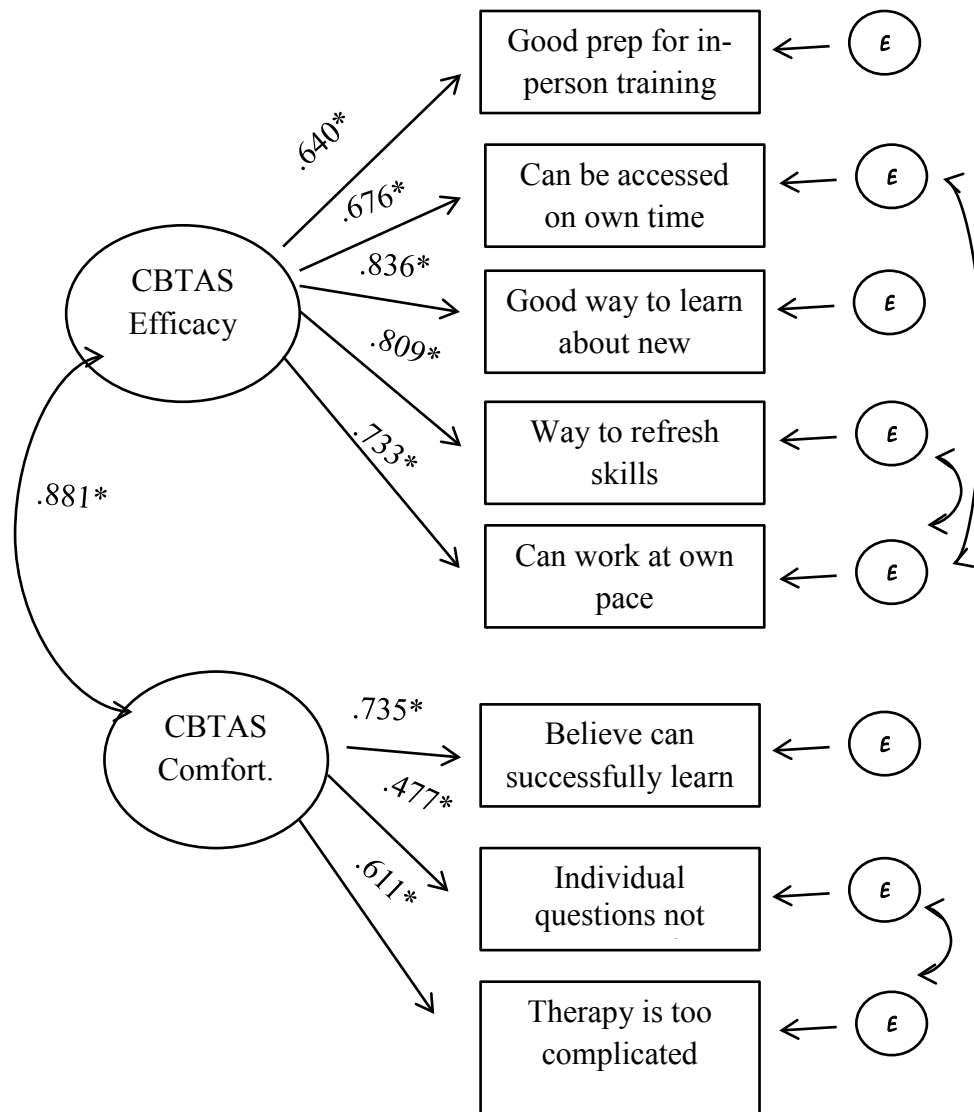 Good prep for in-
person training
E
.640*
Can be accessed
on own time
E
.676*
CBTAS
Efficacy
.836*
Good way to learn
about new
E
.809*
Way to refresh
skills
E
.733*
.881*
Can work at own
pace
E
CBTAS
Comfort.
.735*
Believe can
successfully learn
E
.477*
Individual
questions not
E
.611*
Therapy is too
complicated
E